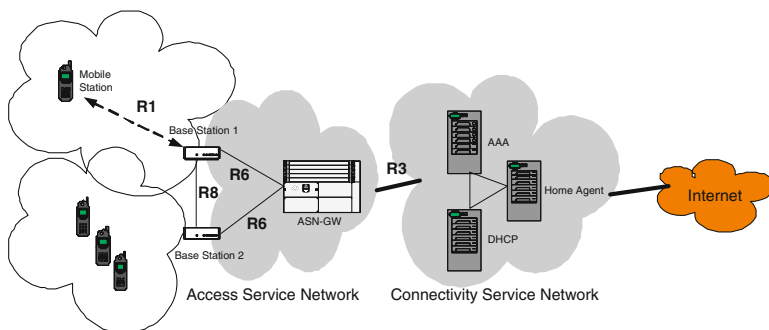 Mobile
Station
R1
Base Station 1
R6
R8
R6
Base Station 2
ASN-GW
R3
AAA
Home Agent
DHCP
Internet
Access Service Network
Connectivity Service Network